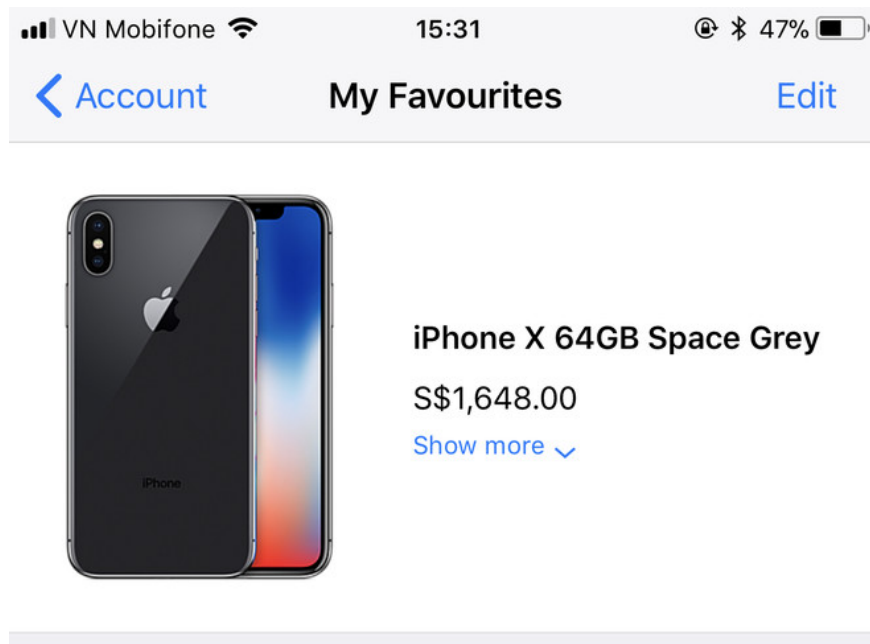 VN Mobifone 15:31 47%
Account My Favourites Edit
iPhone X 64GB Space Grey
S$1,648.00
Show more
iPhone